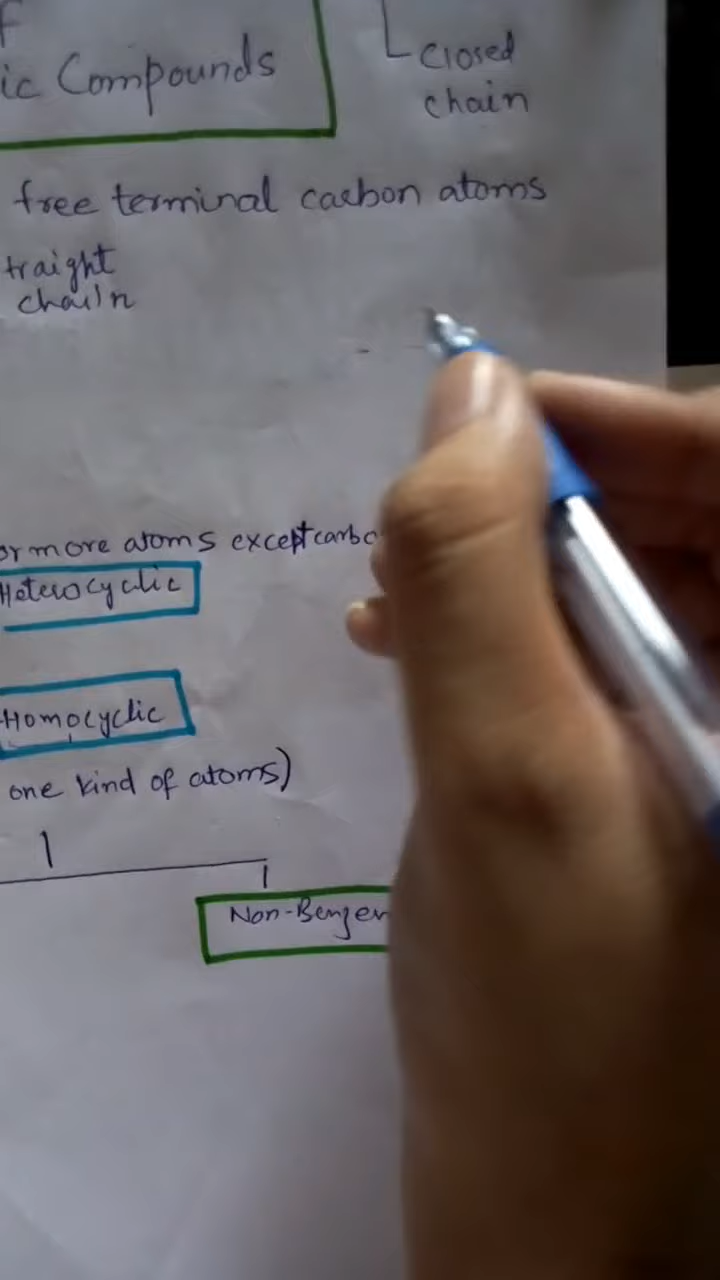 ic Compounds
Closed
chain
free terminal carbon atoms
traight
chain
or more atoms except carbo
Heterocyclic
Homocyclic
one kind of atoms)
Non-Benzen